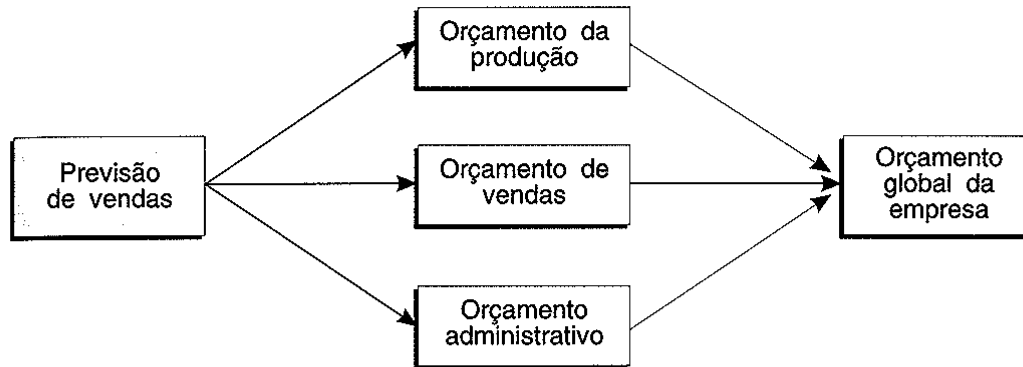 Previsão
de vendas
Orçamento da
produção
Orçamento de
vendas
Orçamento
administrativo
Orçamento
global da
empresa